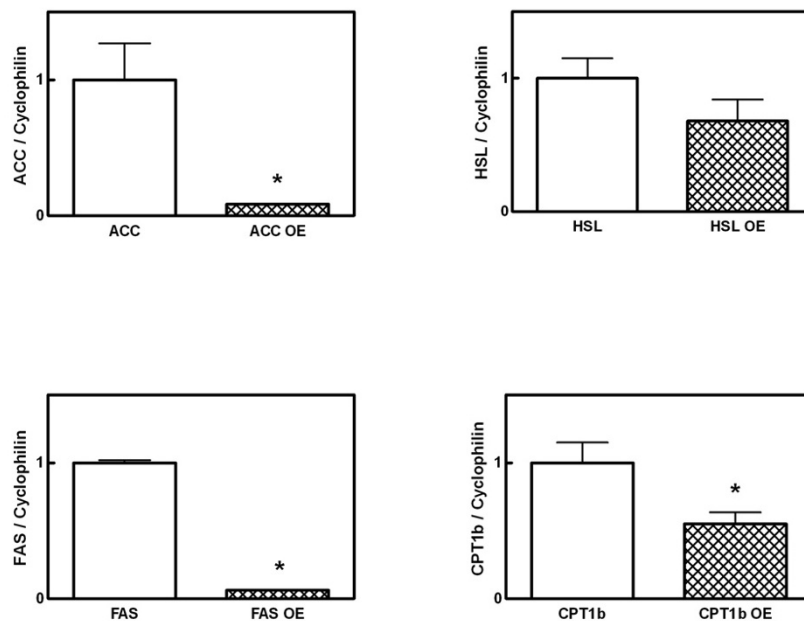 ACC / Cyclophilin
1
*
0
ACC
ACC OE
HSL / Cyclophilin
1
0
HSL
HSL OE
FAS / Cyclophilin
1
*
0
FAS
FAS OE
CPT1b / Cyclophilin
1
*
0
CPT1b
CPT1b OE